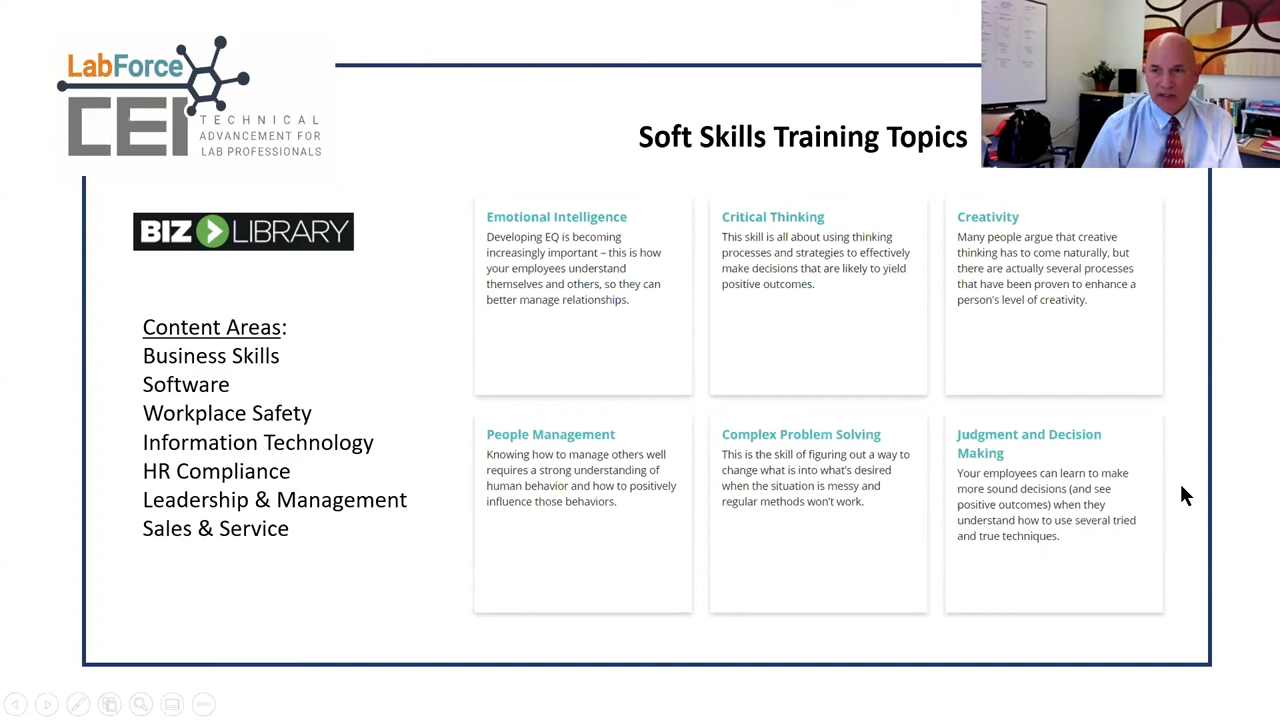 LabForce
CEI
TECHNICAL
ADVANCEMENT FOR
LAB PROFESSIONALS
Soft Skills Training Topics
BIZ LIBRARY
Content Areas:
Business Skills
Software
Workplace Safety
Information Technology
HR Compliance
Leadership & Management
Sales & Service
Emotional Intelligence
Developing EQ is becoming
increasingly important – this is how
your employees understand
themselves and others, so they can
better manage relationships.
Critical Thinking
This skill is all about using thinking
processes and strategies to effectively
make decisions that are likely to yield
positive outcomes.
Creativity
Many people argue that creative
thinking has to come naturally, but
there are actually several processes
that have been proven to enhance a
person's level of creativity.
People Management
Knowing how to manage others well
requires a strong understanding of
human behavior and how to positively
influence those behaviors.
Complex Problem Solving
This is the skill of figuring out a way to
change what is into what's desired
when the situation is messy and
regular methods won't work.
Judgment and Decision
Making
Your employees can learn to make
more sound decisions (and see
positive outcomes) when they
understand how to use several tried
and true techniques.